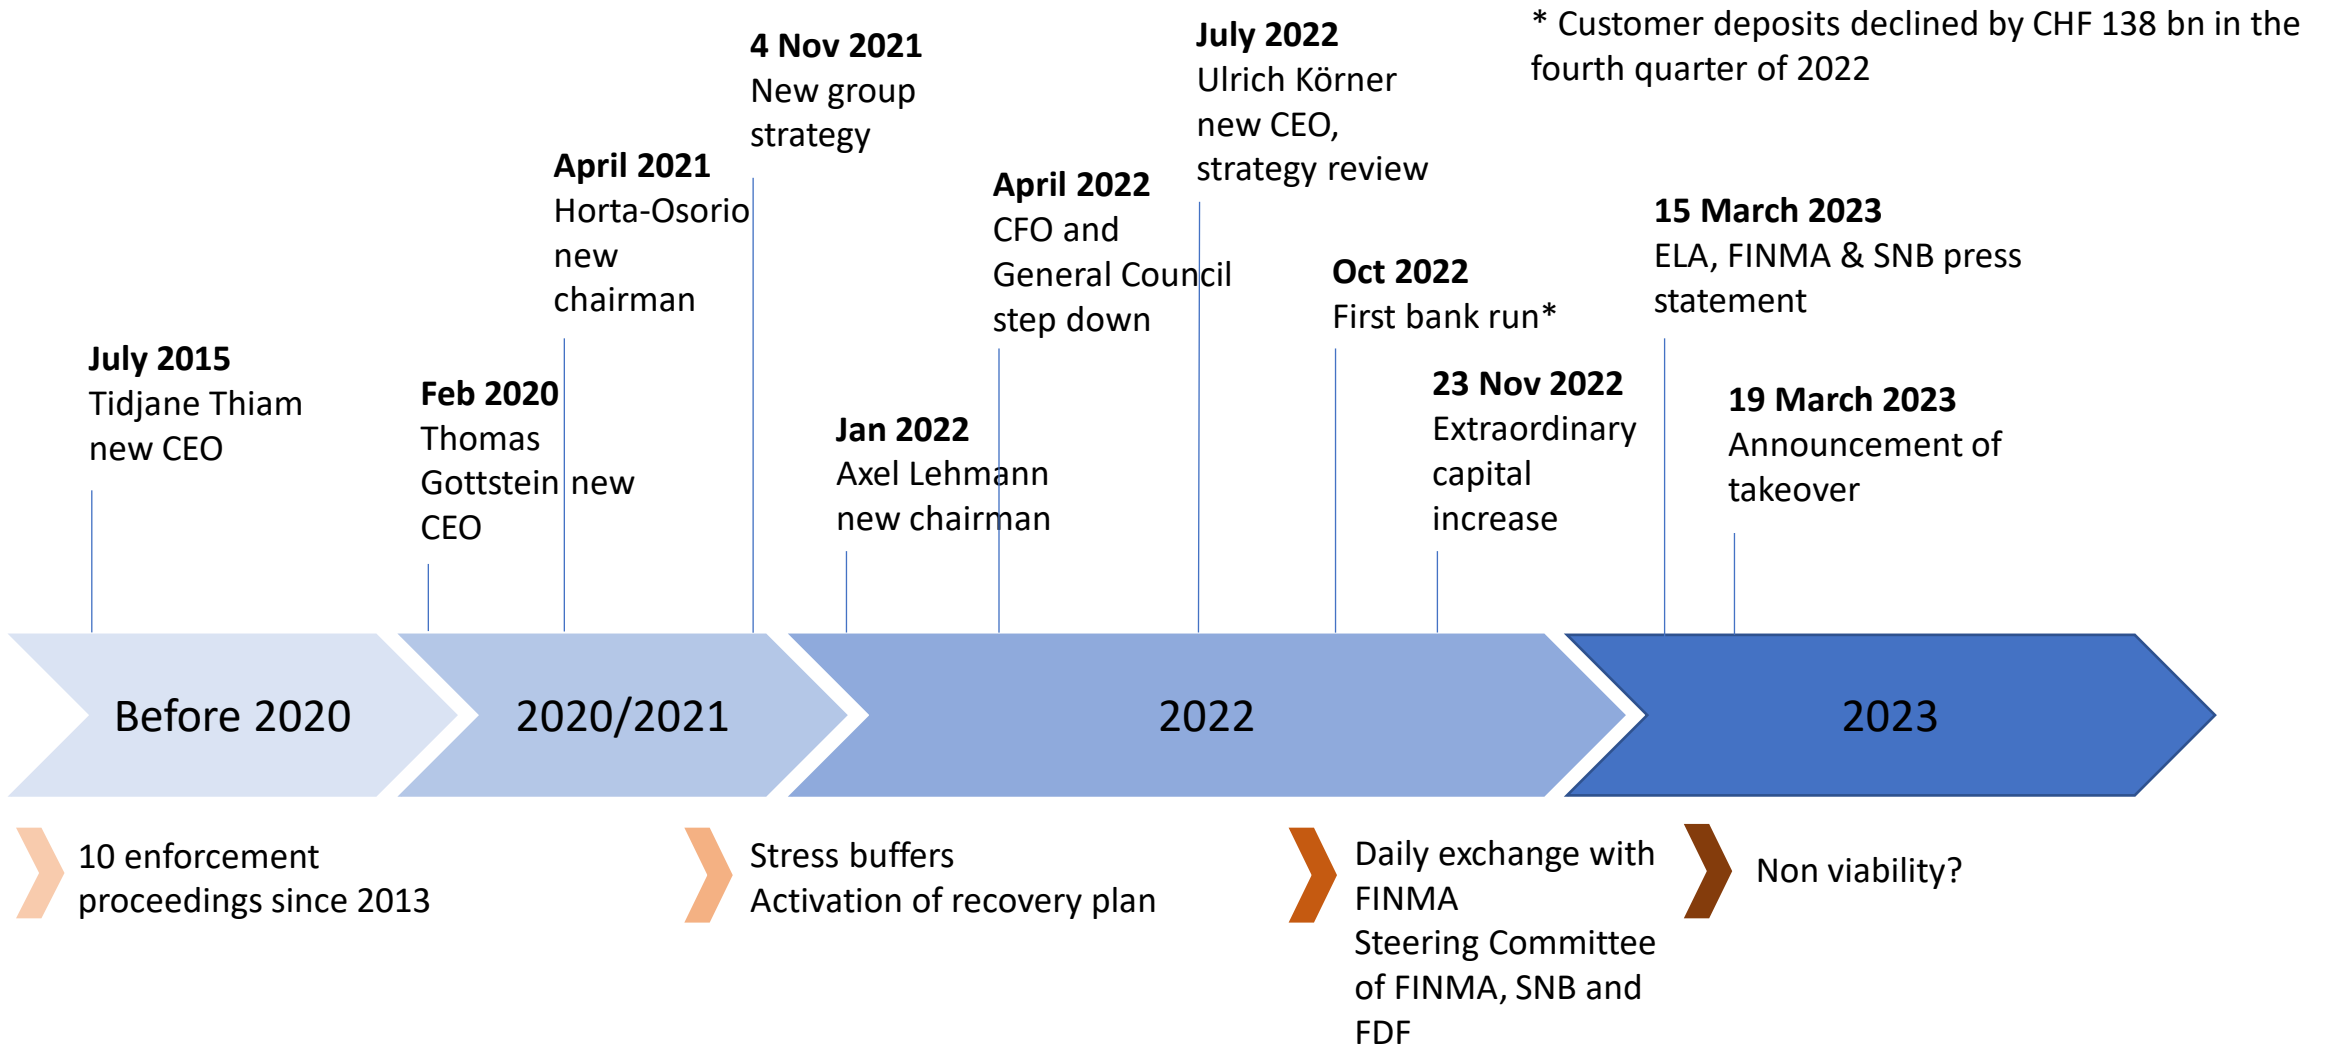 * Customer deposits declined by CHF 138 bn in the
fourth quarter of 2022
July 2015
Tidjane Thiam
new CEO
Feb 2020
Thomas
Gottstein new
CEO
April 2021
Horta-Osorio
new
chairman
4 Nov 2021
New group
strategy
Jan 2022
Axel Lehmann
new chairman
April 2022
CFO and
General Council
step down
July 2022
Ulrich Körner
new CEO,
strategy review
Oct 2022
First bank run*
23 Nov 2022
Extraordinary
capital
increase
15 March 2023
ELA, FINMA & SNB press
statement
19 March 2023
Announcement of
takeover
Before 2020
2020/2021
2022
2023
10 enforcement
proceedings since 2013
Stress buffers
Activation of recovery plan
Daily exchange with
FINMA
Steering Committee
of FINMA, SNB and
FDF
Non viability?